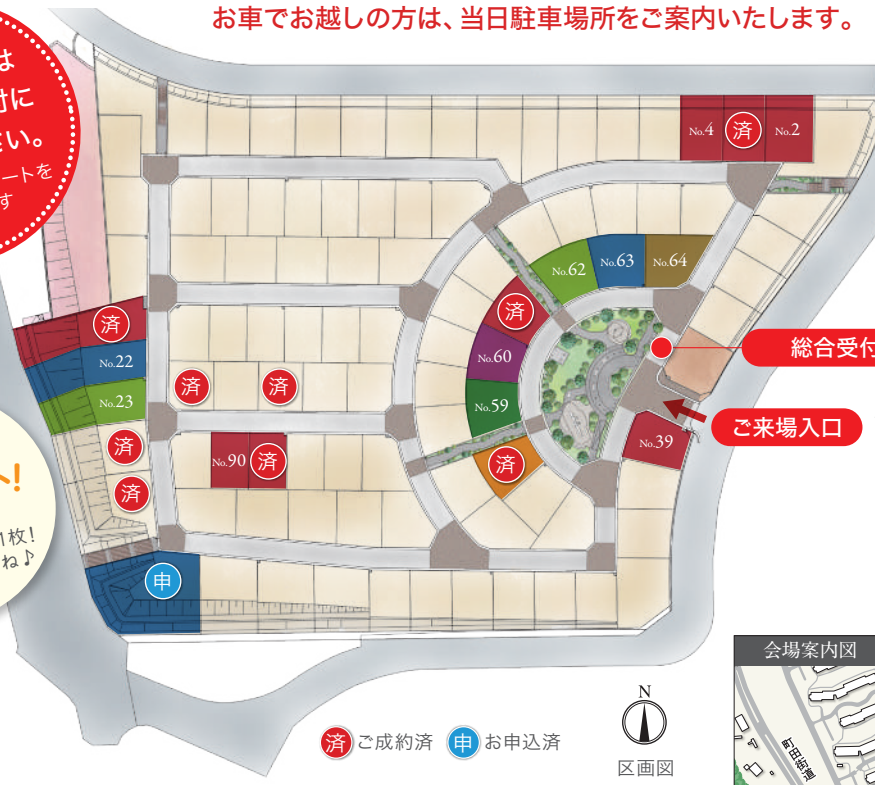 お車でお越しの方は、当日駐車場所をご案内いたします。
は
付に
さい。
ートを
す
No.4
済
No.2
No.62
No.63
No.64
済
済
No.60
No.22
総合受付
済
済
No.23
No.59
ご来場入口
済
No.39
No.90
済
済
済
ト!
1枚!
ね♪
申
済 ご成約済
申 お申込済
N
区画図
会場案内図
町田街道